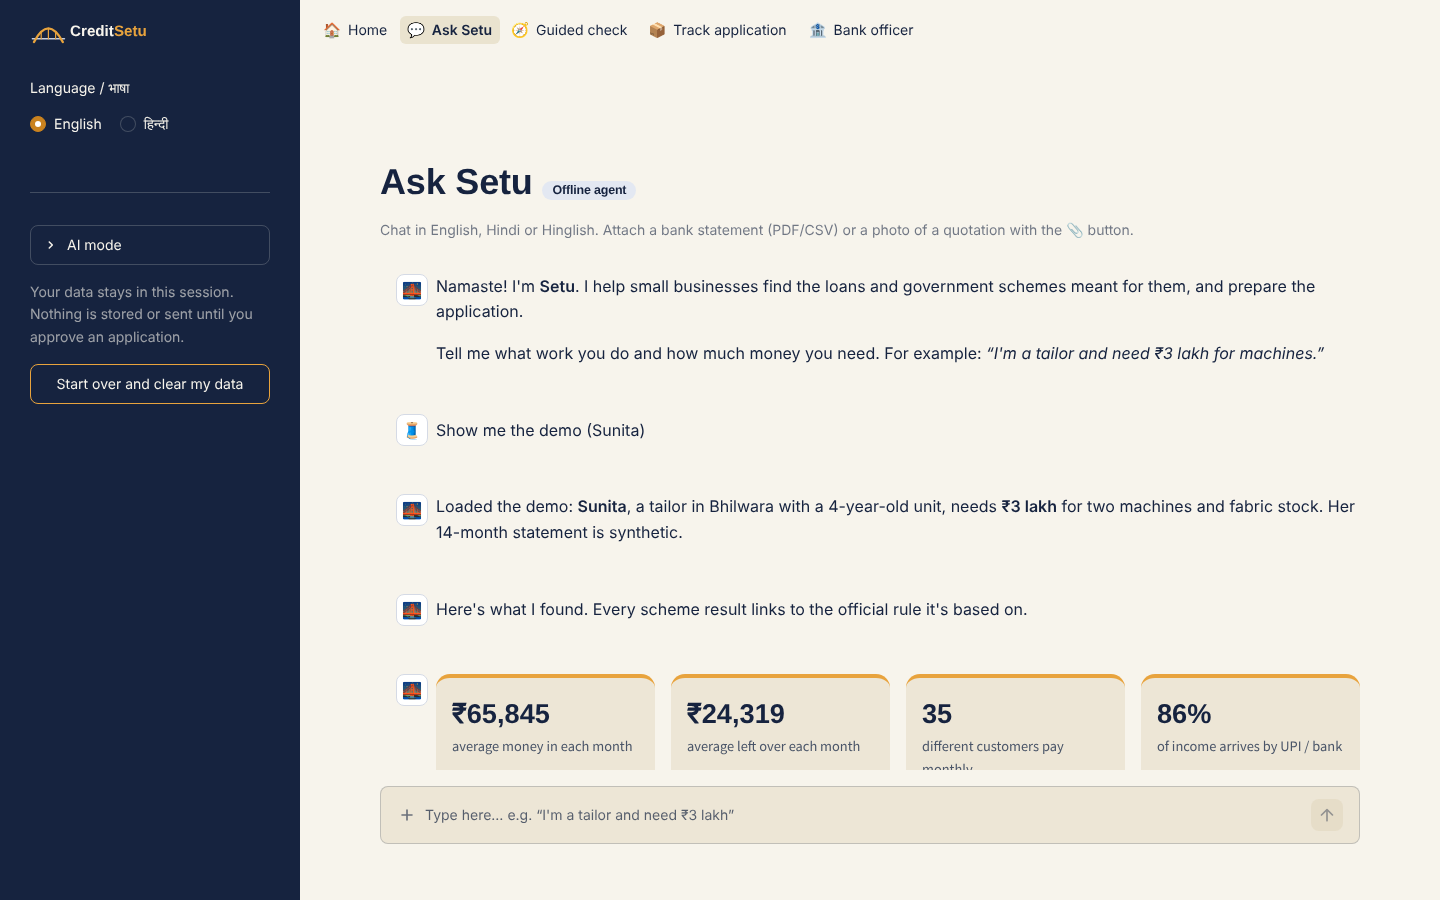 CreditSetu
Language / भाषा
English
हिन्दी
AI mode
Your data stays in this session.
Nothing is stored or sent until you
approve an application.
Start over and clear my data
Home
Ask Setu
Guided check
Track application
Bank officer
Ask Setu
Offline agent
Chat in English, Hindi or Hinglish. Attach a bank statement (PDF/CSV) or a photo of a quotation with the 📎 button.
Namaste! I'm Setu. I help small businesses find the loans and government schemes meant for them, and prepare the
application.
Tell me what work you do and how much money you need. For example: “I'm a tailor and need ₹3 lakh for machines.”
Show me the demo (Sunita)
Loaded the demo: Sunita, a tailor in Bhilwara with a 4-year-old unit, needs ₹3 lakh for two machines and fabric stock. Her
14-month statement is synthetic.
Here's what I found. Every scheme result links to the official rule it's based on.
₹65,845
average money in each month
₹24,319
average left over each month
35
different customers pay
monthly
86%
of income arrives by UPI / bank
Type here... e.g. “I'm a tailor and need ₹3 lakh”